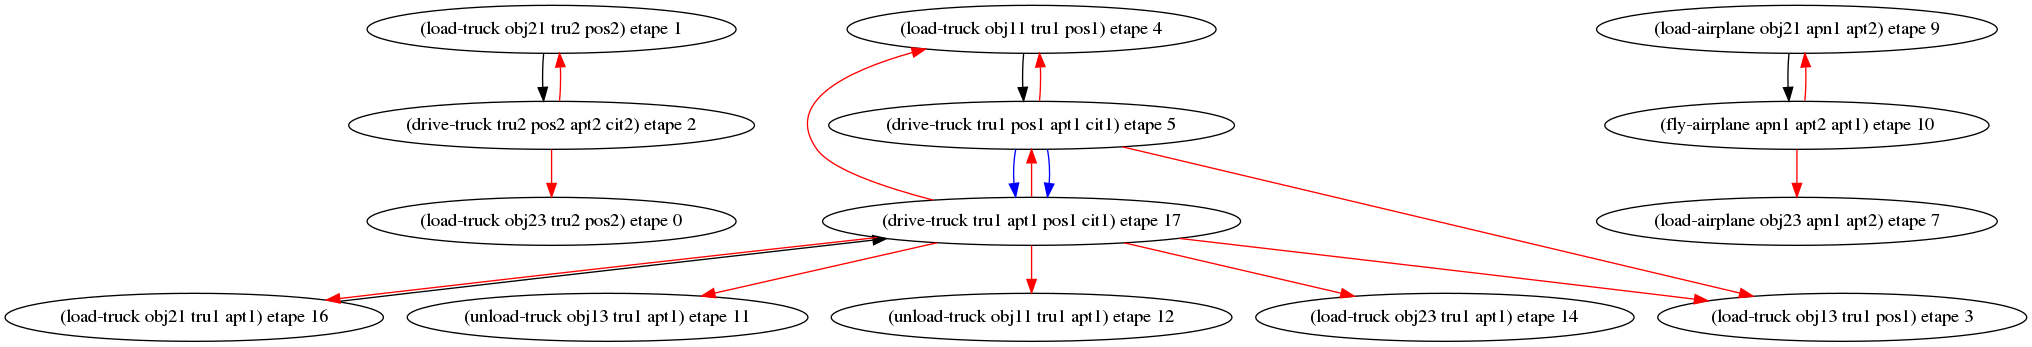 (load-truck obj21 tru2 pos2) etape 1
(load-truck obj11 tru1 pos1) etape 4
(load-airplane obj21 apn1 apt2) etape 9
(drive-truck tru2 pos2 apt2 cit2) etape 2
(drive-truck tru1 pos1 apt1 cit1) etape 5
(fly-airplane apn1 apt2 apt1) etape 10
(load-truck obj23 tru2 pos2) etape 0
(drive-truck tru1 apt1 pos1 cit1) etape 17
(load-airplane obj23 apn1 apt2) etape 7
(load-truck obj21 tru1 apt1) etape 16
(unload-truck obj13 tru1 apt1) etape 11
(unload-truck obj11 tru1 apt1) etape 12
(load-truck obj23 tru1 apt1) etape 14
(load-truck obj13 tru1 pos1) etape 3